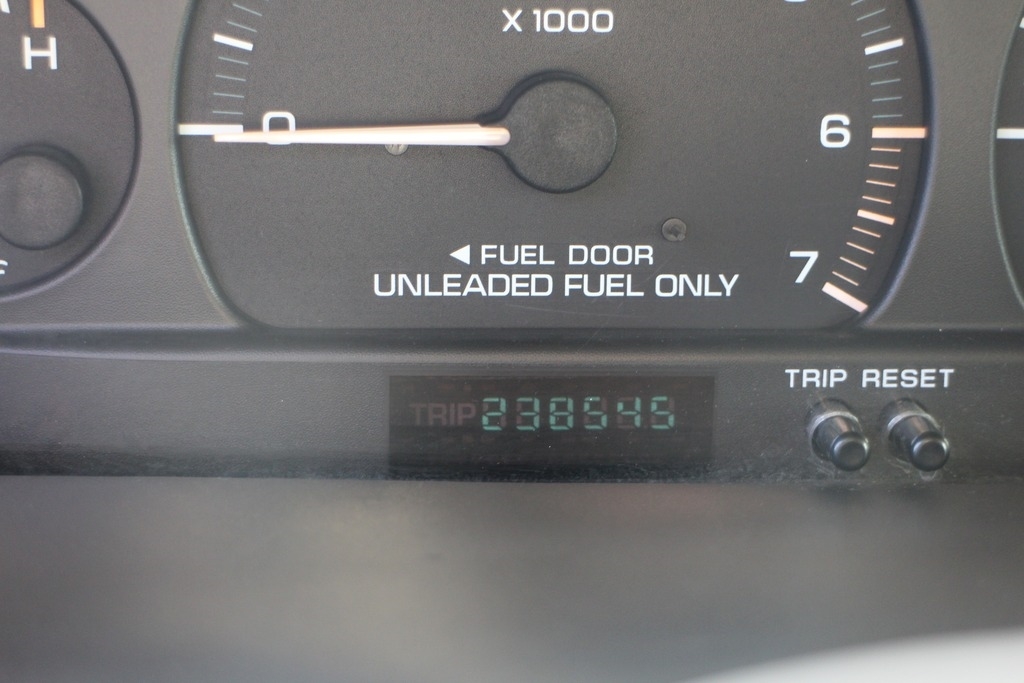 X 1000
H
0
6
◀ FUEL DOOR
7
UNLEADED FUEL ONLY
TRIP RESET
TRIP 238545